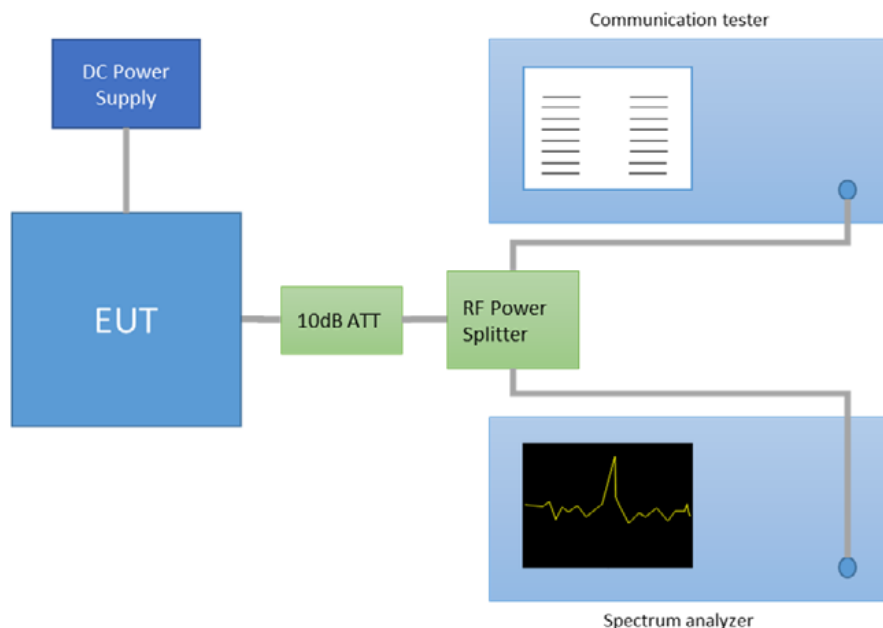 Communication tester
DC Power
Supply
EUT
10dB ATT
RF Power
Splitter
Spectrum analyzer